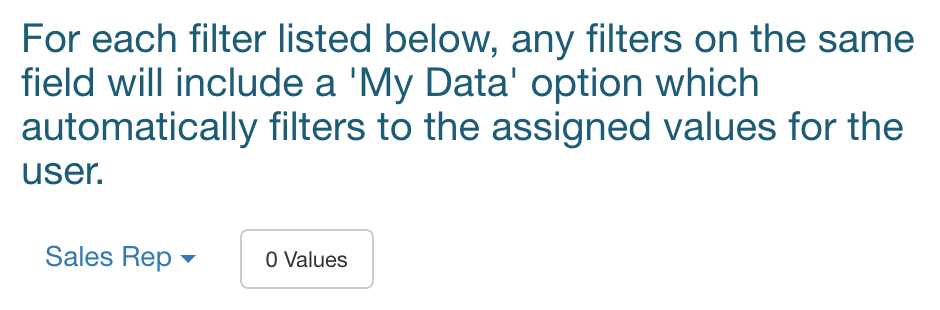 For each filter listed below, any filters on the same
field will include a 'My Data' option which
automatically filters to the assigned values for the
user.
Sales Rep
0 Values